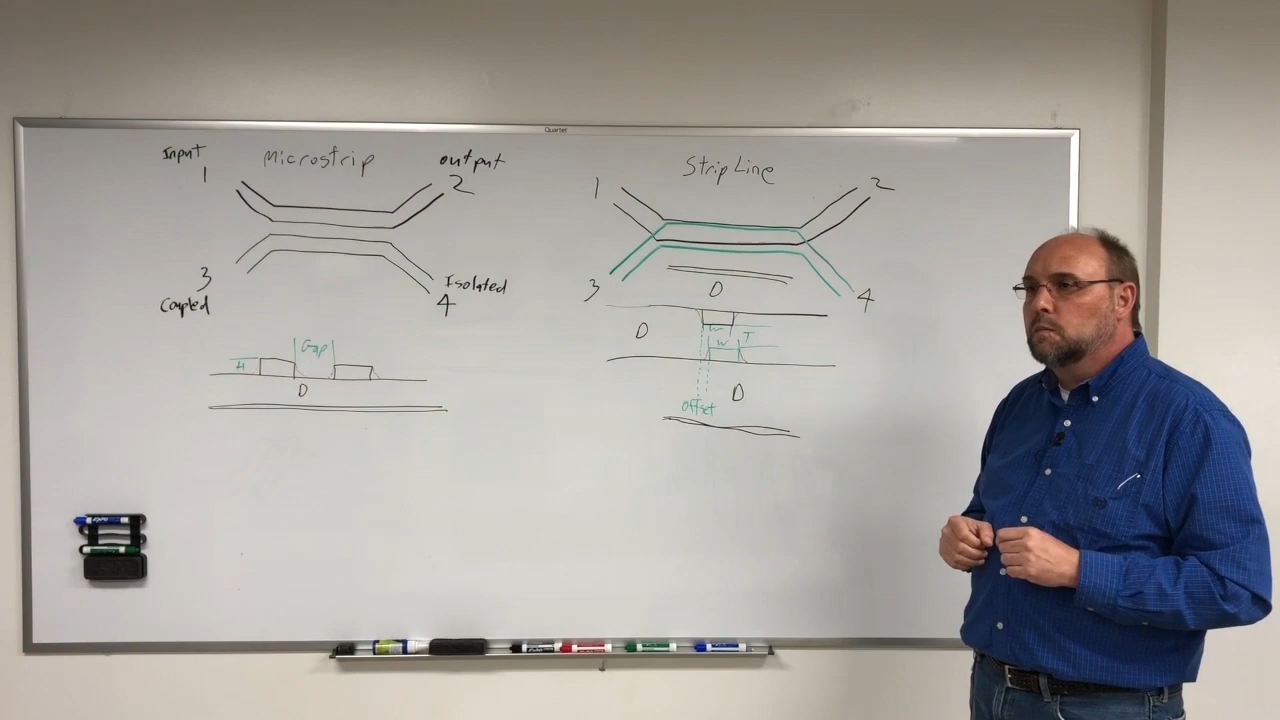 Quartet
Input
Microstrip
output
1
2
3
Coupled
Isolated
4
Gap
H
D
Strip Line
1
2
3
4
D
D
w
w
T
D
offset
EXPO